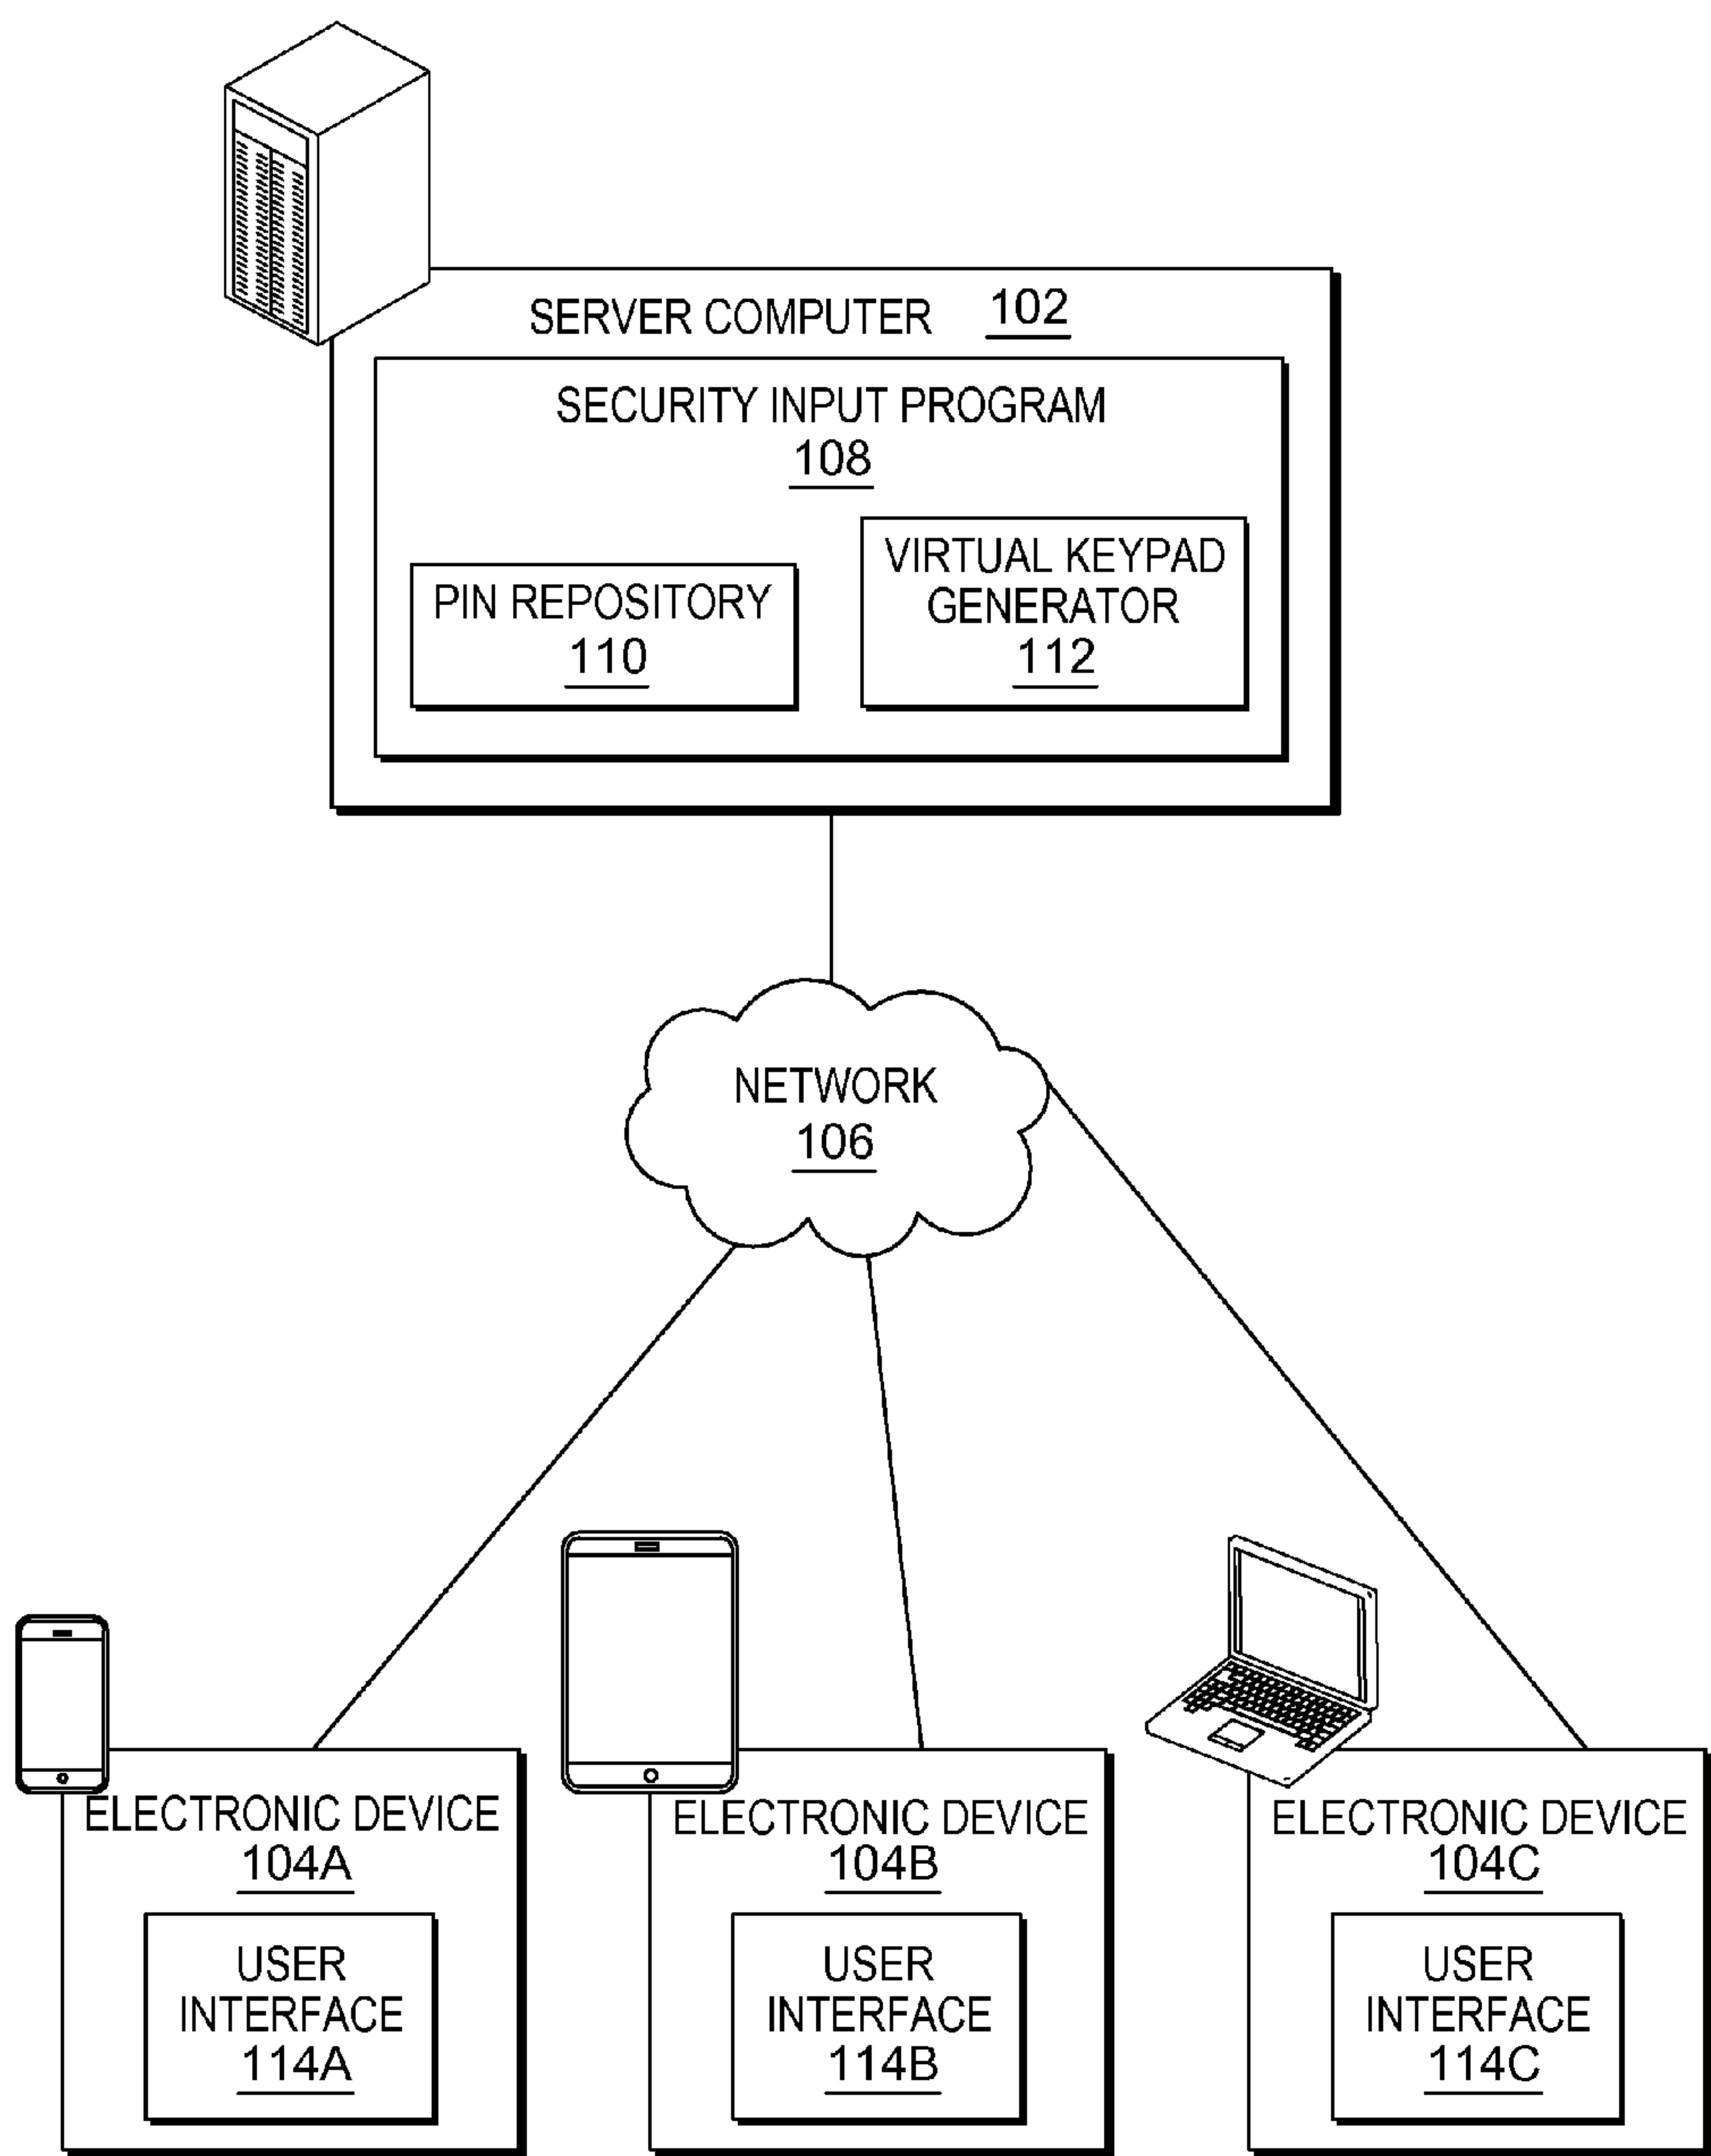 SERVER COMPUTER 102
SECURITY INPUT PROGRAM
108
PIN REPOSITORY
110
VIRTUAL KEYPAD
GENERATOR
112
NETWORK
106
ELECTRONIC DEVICE
104A
USER
INTERFACE
114A
ELECTRONIC DEVICE
104B
USER
INTERFACE
114B
ELECTRONIC DEVICE
104C
USER
INTERFACE
114C